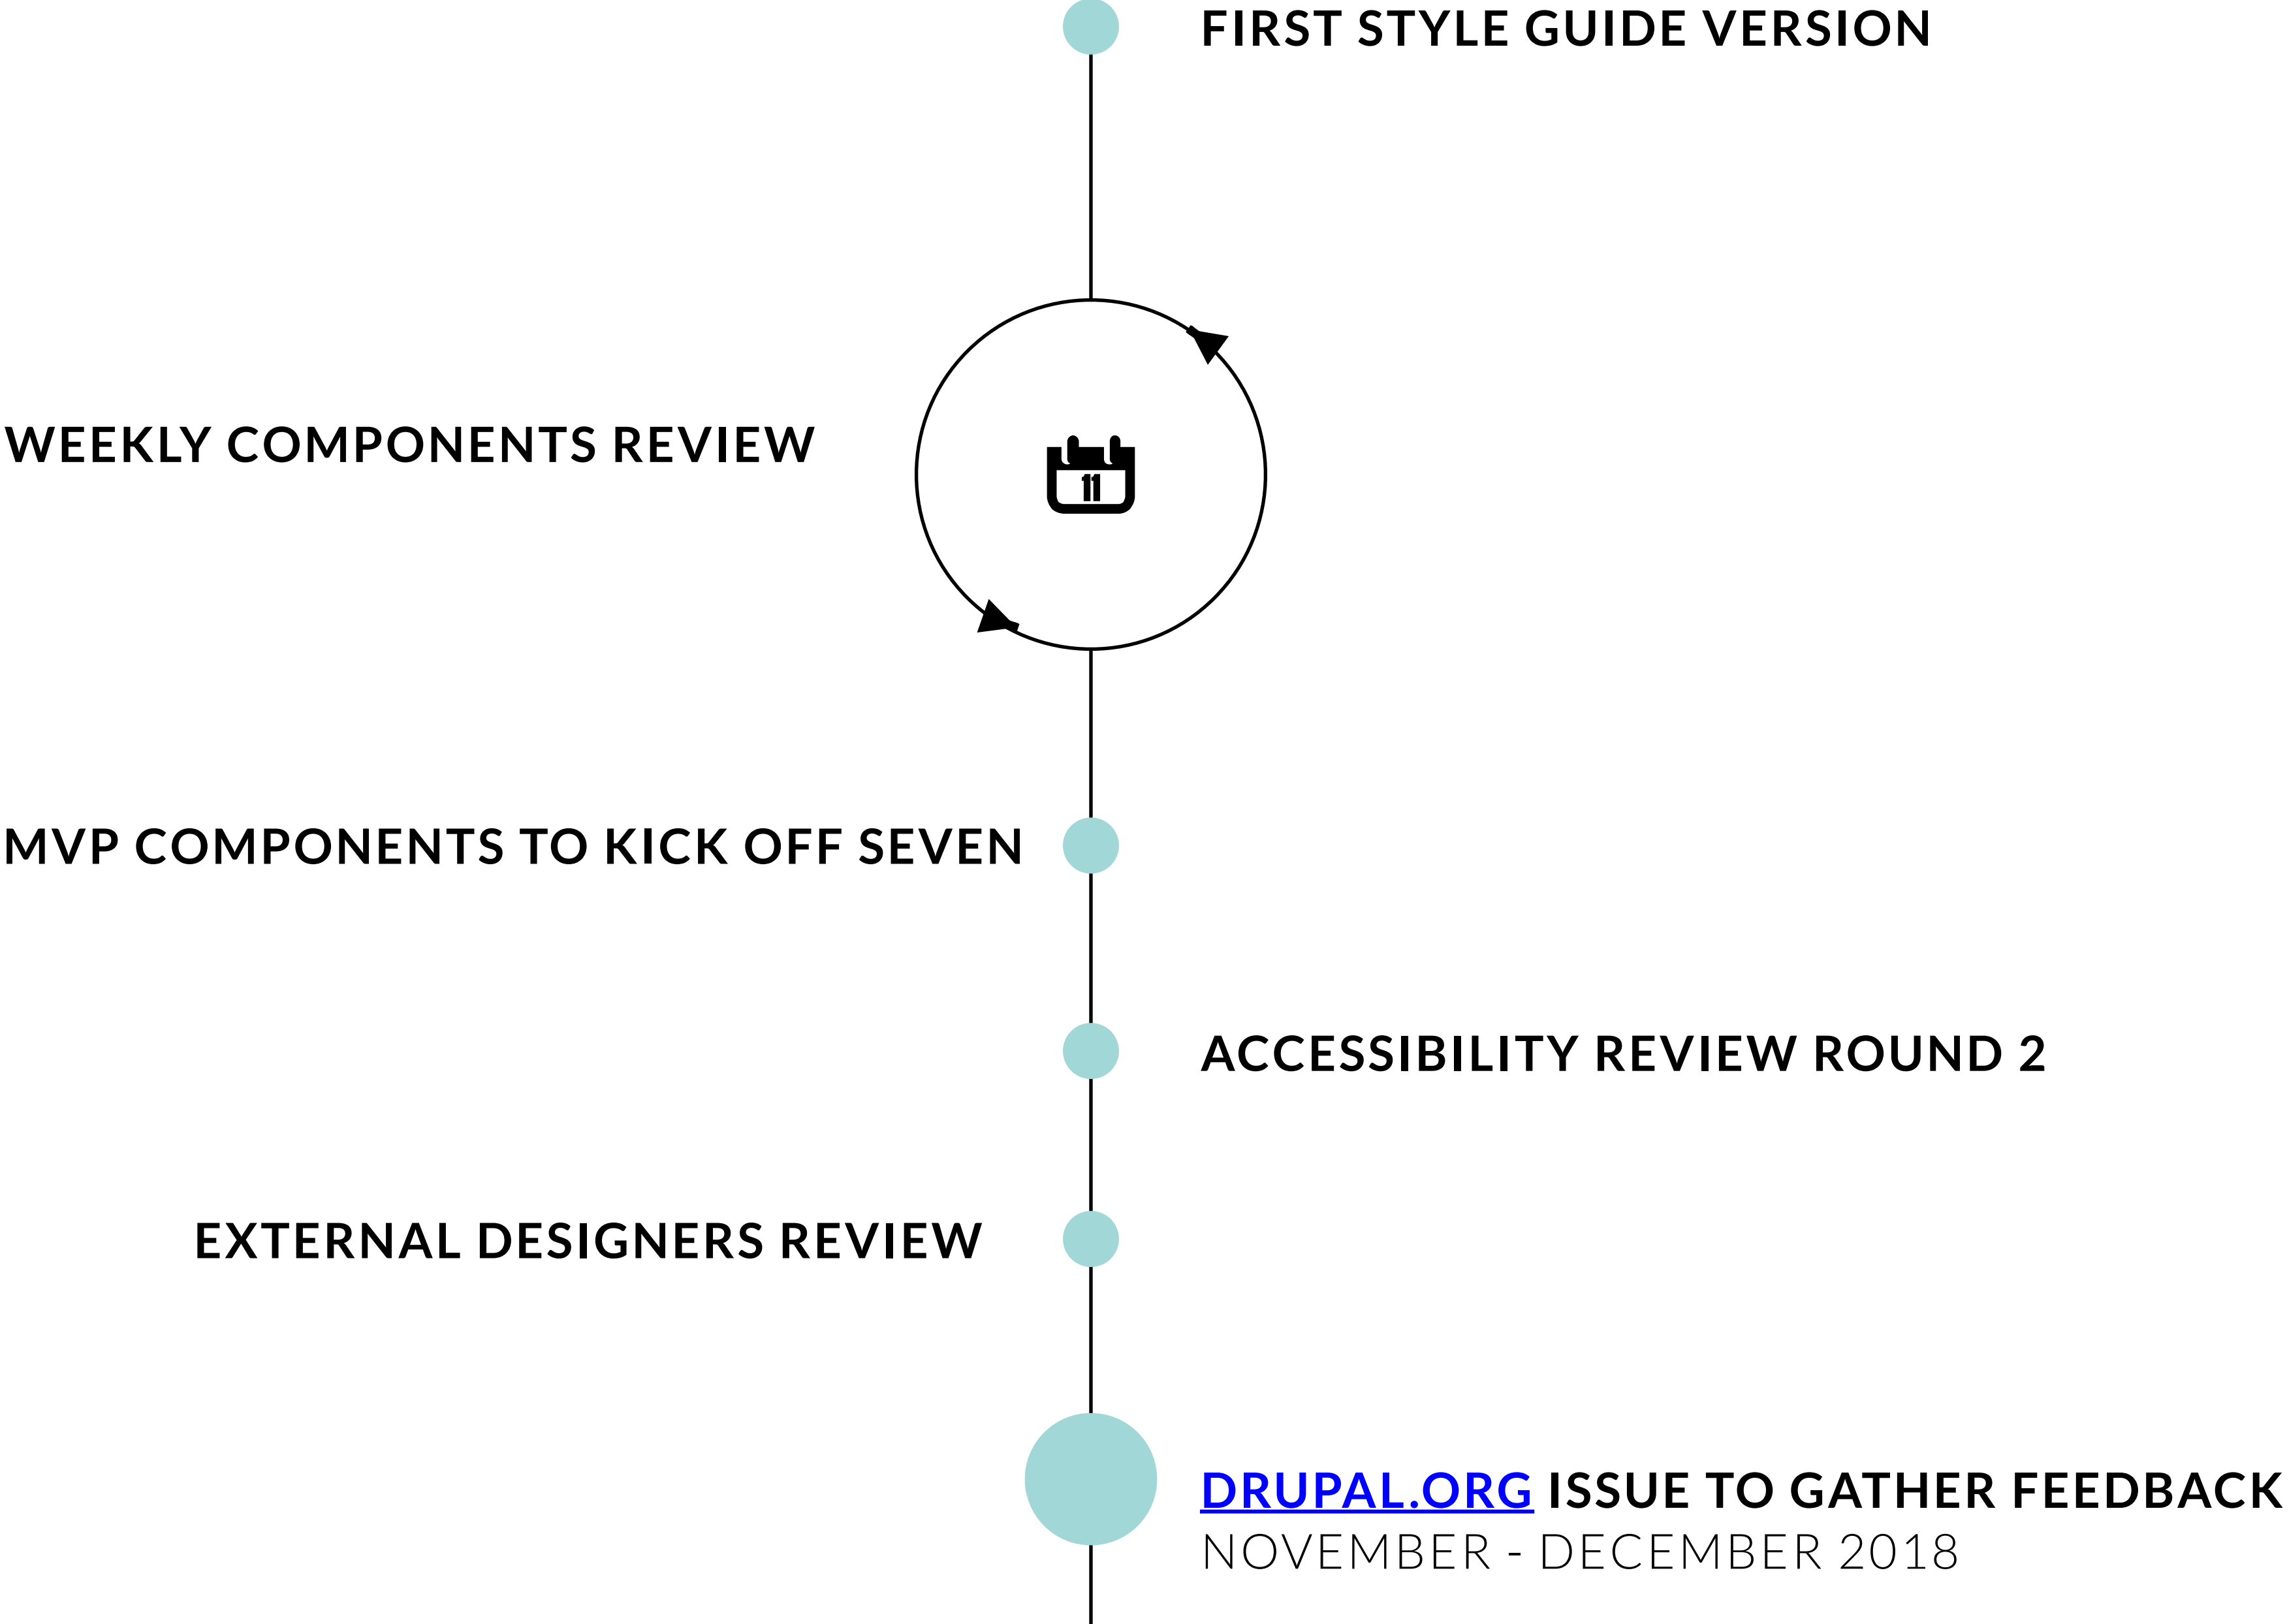 FIRST STYLE GUIDE VERSION
WEEKLY COMPONENTS REVIEW
11
MVP COMPONENTS TO KICK OFF SEVEN
ACCESSIBILITY REVIEW ROUND 2
EXTERNAL DESIGNERS REVIEW
DRUPAL.ORG ISSUE TO GATHER FEEDBACK
NOVEMBER - DECEMBER 2018